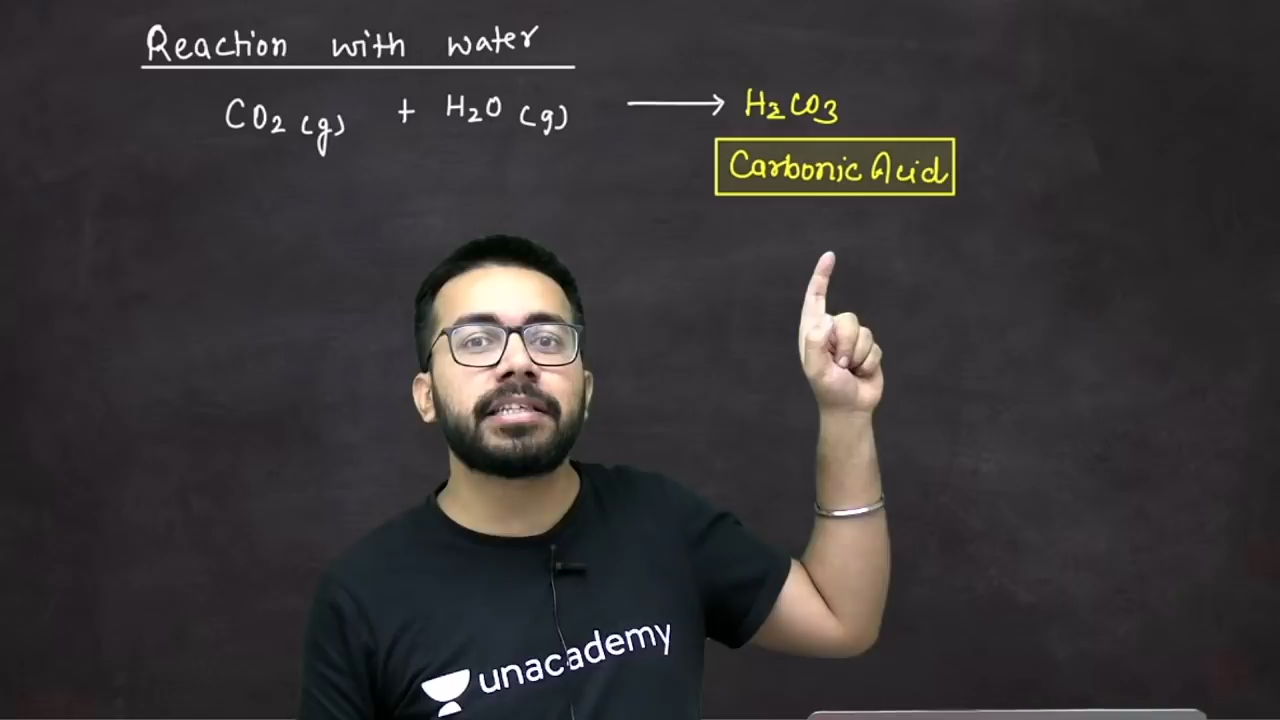 Reaction with water
CO2 (g) + H2O (g) ⟶ H2CO3
Carbonic Acid
unacademy